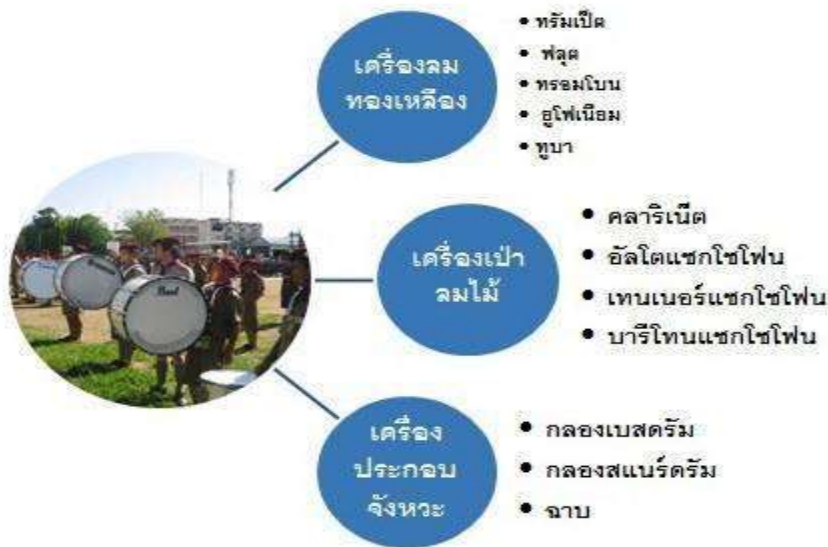 เครื่องลม
ทองเหลือง
• ทรัมเป็ต
• ฟลุต
• ทรอมโบน
• ยูโฟเนียม
• ทูบา
เครื่องเป่า
ลมไม้
• คลาริเน็ต
• อัลโตแซกโซโฟน
• เทนเนอร์แซกโซโฟน
• บารีโทนแซกโซโฟน
เครื่อง
ประกอบ
จังหวะ
• กลองเบสดรัม
• กลองสแนร์ดรัม
• ฉาบ
Pearl